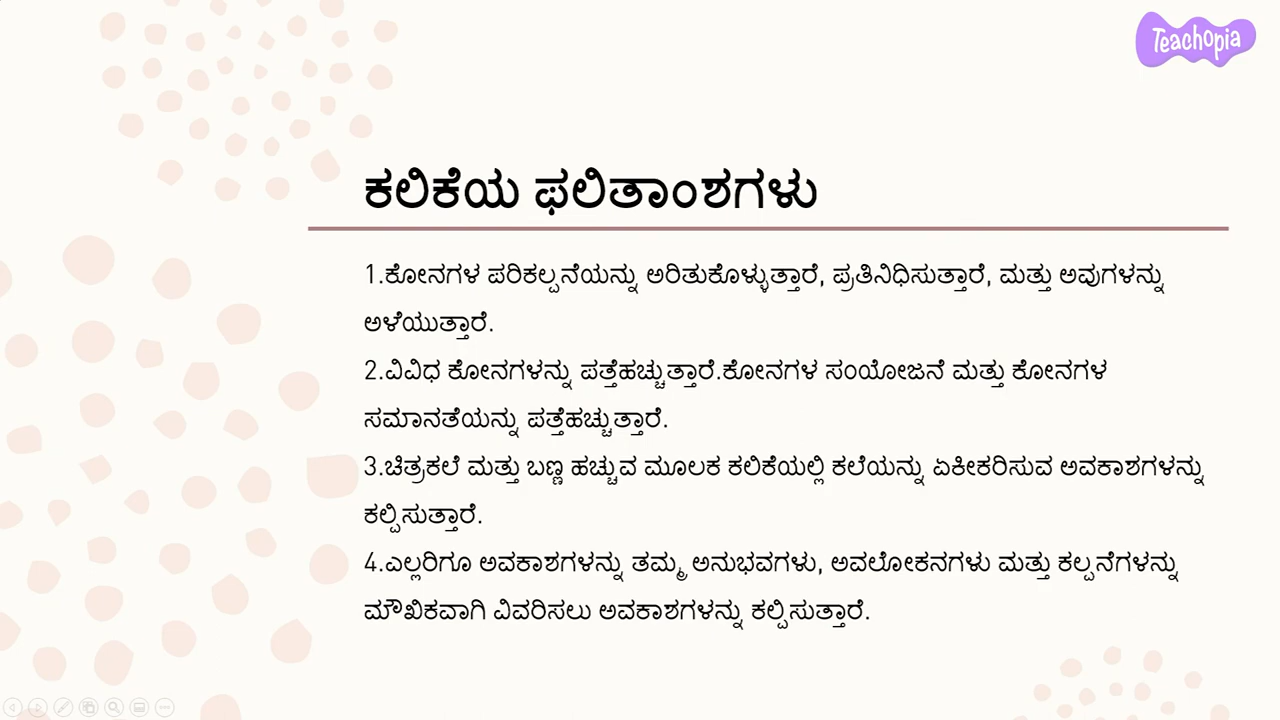 Teachopia
ಕಲಿಕೆಯ ಫಲಿತಾಂಶಗಳು
1.ಕೋನಗಳ ಪರಿಕಲ್ಪನೆಯನ್ನು ಅರಿತುಕೊಳ್ಳುತ್ತಾರೆ, ಪ್ರತಿನಿಧಿಸುತ್ತಾರೆ, ಮತ್ತು ಅವುಗಳನ್ನು
ಅಳೆಯುತ್ತಾರೆ.
2.ವಿವಿಧ ಕೋನಗಳನ್ನು ಪತ್ತೆಹಚ್ಚುತ್ತಾರೆ.ಕೋನಗಳ ಸಂಯೋಜನೆ ಮತ್ತು ಕೋನಗಳ
ಸಮಾನತೆಯನ್ನು ಪತ್ತೆಹಚ್ಚುತ್ತಾರೆ.
3.ಚಿತ್ರಕಲೆ ಮತ್ತು ಬಣ್ಣ ಹಚ್ಚುವ ಮೂಲಕ ಕಲಿಕೆಯಲ್ಲಿ ಕಲೆಯನ್ನು ಏಕೀಕರಿಸುವ ಅವಕಾಶಗಳನ್ನು
ಕಲ್ಪಿಸುತ್ತಾರೆ.
4.ಎಲ್ಲರಿಗೂ ಅವಕಾಶಗಳನ್ನು ತಮ್ಮ ಅನುಭವಗಳು, ಅವಲೋಕನಗಳು ಮತ್ತು ಕಲ್ಪನೆಗಳನ್ನು
ಮೌಖಿಕವಾಗಿ ವಿವರಿಸಲು ಅವಕಾಶಗಳನ್ನು ಕಲ್ಪಿಸುತ್ತಾರೆ.